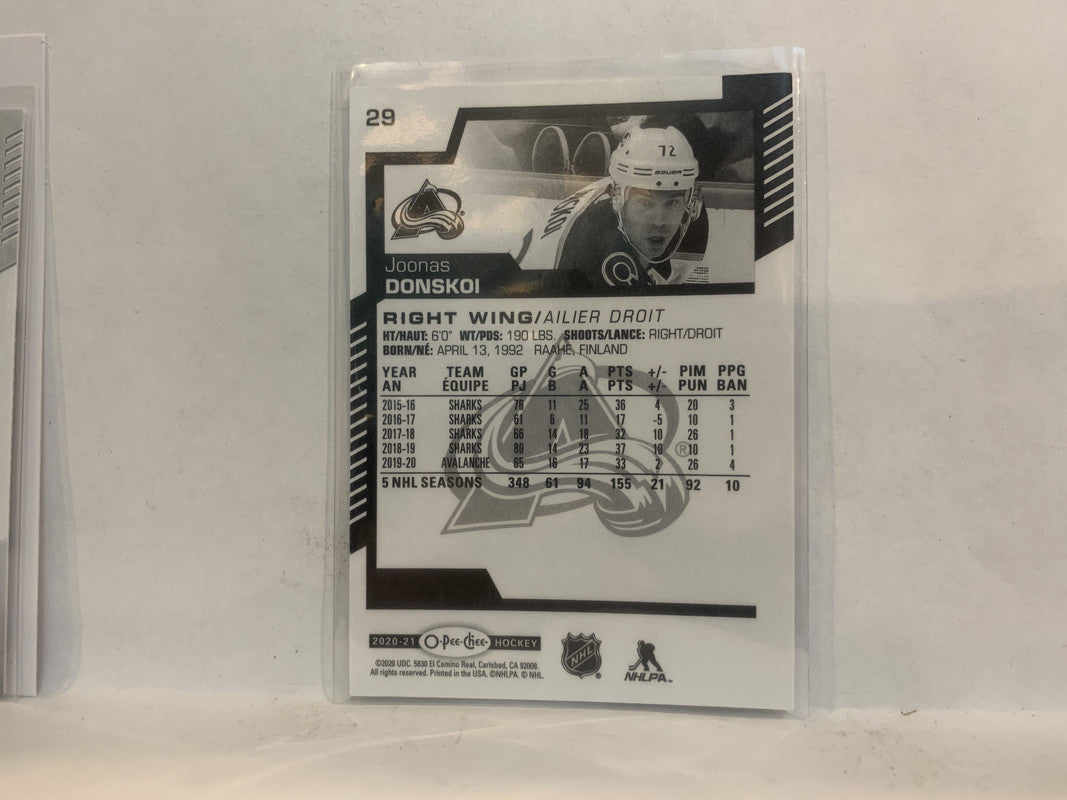 29
72
BAUER
Joonas
DONSKOI
RIGHT WING/AILIER DROIT
HT/HAUT: 6'0" WT/PDS: 190 LBS. SHOOTS/LANCE: RIGHT/DROIT
BORN/NÉ: APRIL 13, 1992 RAAHE, FINLAND
YEAR TEAM GP G A PTS +/- PIM PPG
AN ÉQUIPE PJ B A PTS +/- PUN BAN
2015-16 SHARKS 76 11 25 36 4 20 3
2016-17 SHARKS 61 6 11 17 -5 10 1
2017-18 SHARKS 66 14 18 32 10 26 1
2018-19 SHARKS 80 14 23 37 10 ®10 1
2019-20 AVALANCHE 65 16 17 33 2 26 4
5 NHL SEASONS 348 61 94 155 21 92 10
2020-21 O-Pee-Chee HOCKEY
NHL
NHLPA™
©2020 UDC. 5830 El Camino Real, Carlsbad, CA 92008.
All rights reserved. Printed in the USA. ©NHLPA. © NHL.